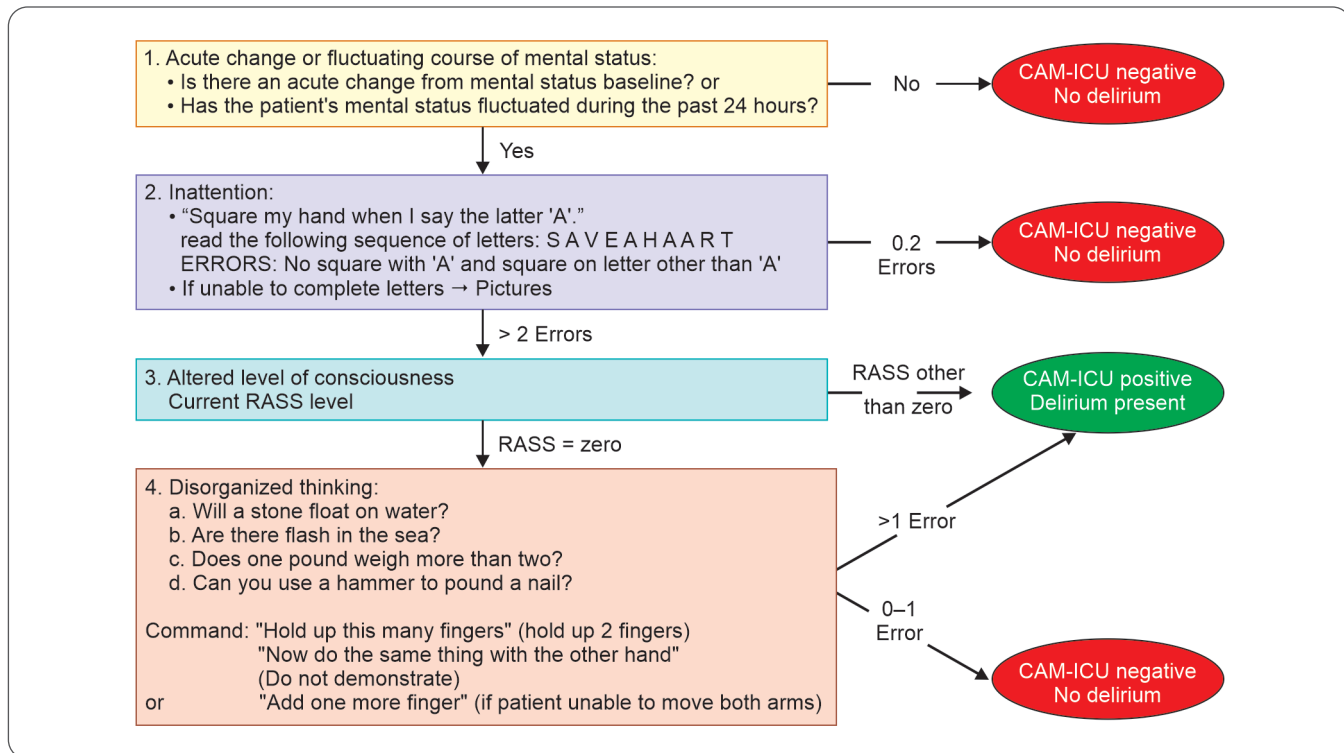 1. Acute change or fluctuating course of mental status:
• Is there an acute change from mental status baseline? or
• Has the patient's mental status fluctuated during the past 24 hours?
No
CAM-ICU negative
No delirium
Yes
2. Inattention:
• “Square my hand when I say the latter 'A'.”
read the following sequence of letters: S A V E A H A A R T
ERRORS: No square with 'A' and square on letter other than 'A'
• If unable to complete letters → Pictures
0.2
Errors
CAM-ICU negative
No delirium
> 2 Errors
3. Altered level of consciousness
Current RASS level
RASS other
than zero
CAM-ICU positive
Delirium present
RASS = zero
4. Disorganized thinking:
a. Will a stone float on water?
b. Are there flash in the sea?
c. Does one pound weigh more than two?
d. Can you use a hammer to pound a nail?
Command: "Hold up this many fingers" (hold up 2 fingers)
"Now do the same thing with the other hand"
(Do not demonstrate)
or "Add one more finger" (if patient unable to move both arms)
>1 Error
0–1
Error
CAM-ICU negative
No delirium